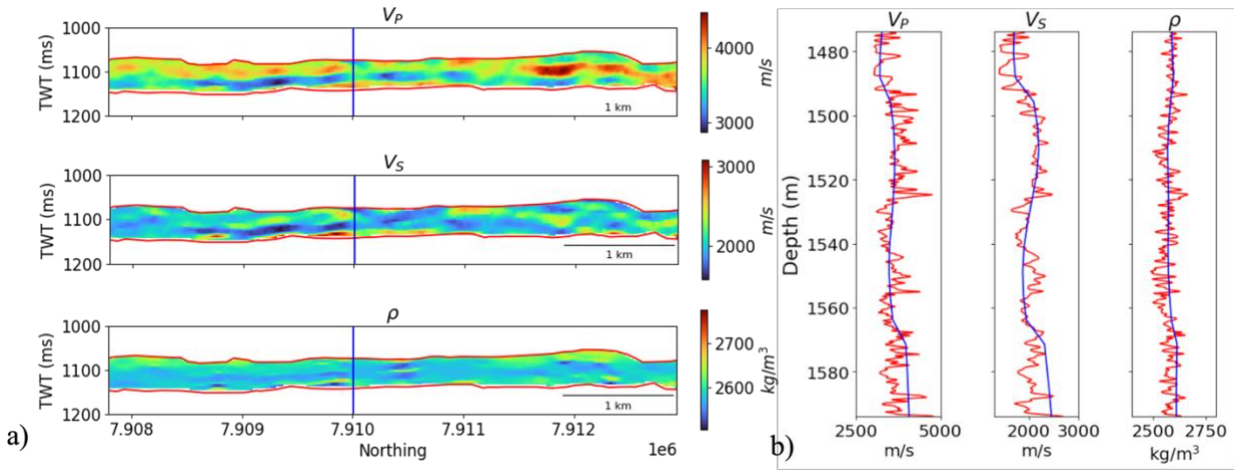 V_P
1000
1100
1200
TWT (ms)
1 km
4000
3000
m/s
V_S
1000
1100
1200
TWT (ms)
1 km
3000
2000
m/s
ρ
1000
1100
1200
TWT (ms)
1 km
2700
2600
kg/m³
7.908 7.909 7.910 7.911 7.912
Northing
1e6
a)
V_P V_S ρ
1480
1500
1520
1540
1560
1580
Depth (m)
2500 5000 2000 3000 2500 2750
m/s m/s kg/m³
b)